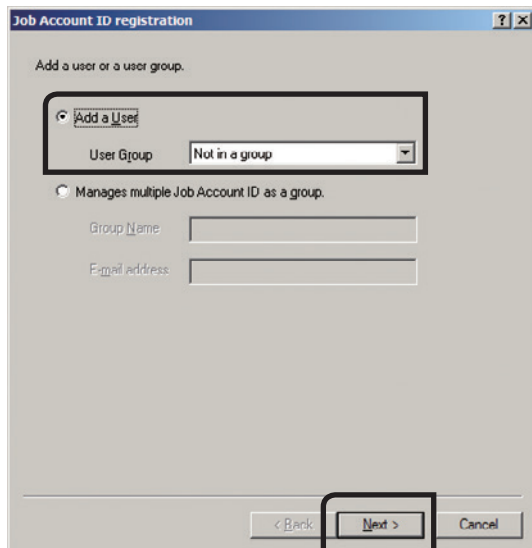 Job Account ID registration
Add a user or a user group.
Add a User
User Group Not in a group
Manages multiple Job Account ID as a group.
Group Name
E-mail address
< Back Next > Cancel